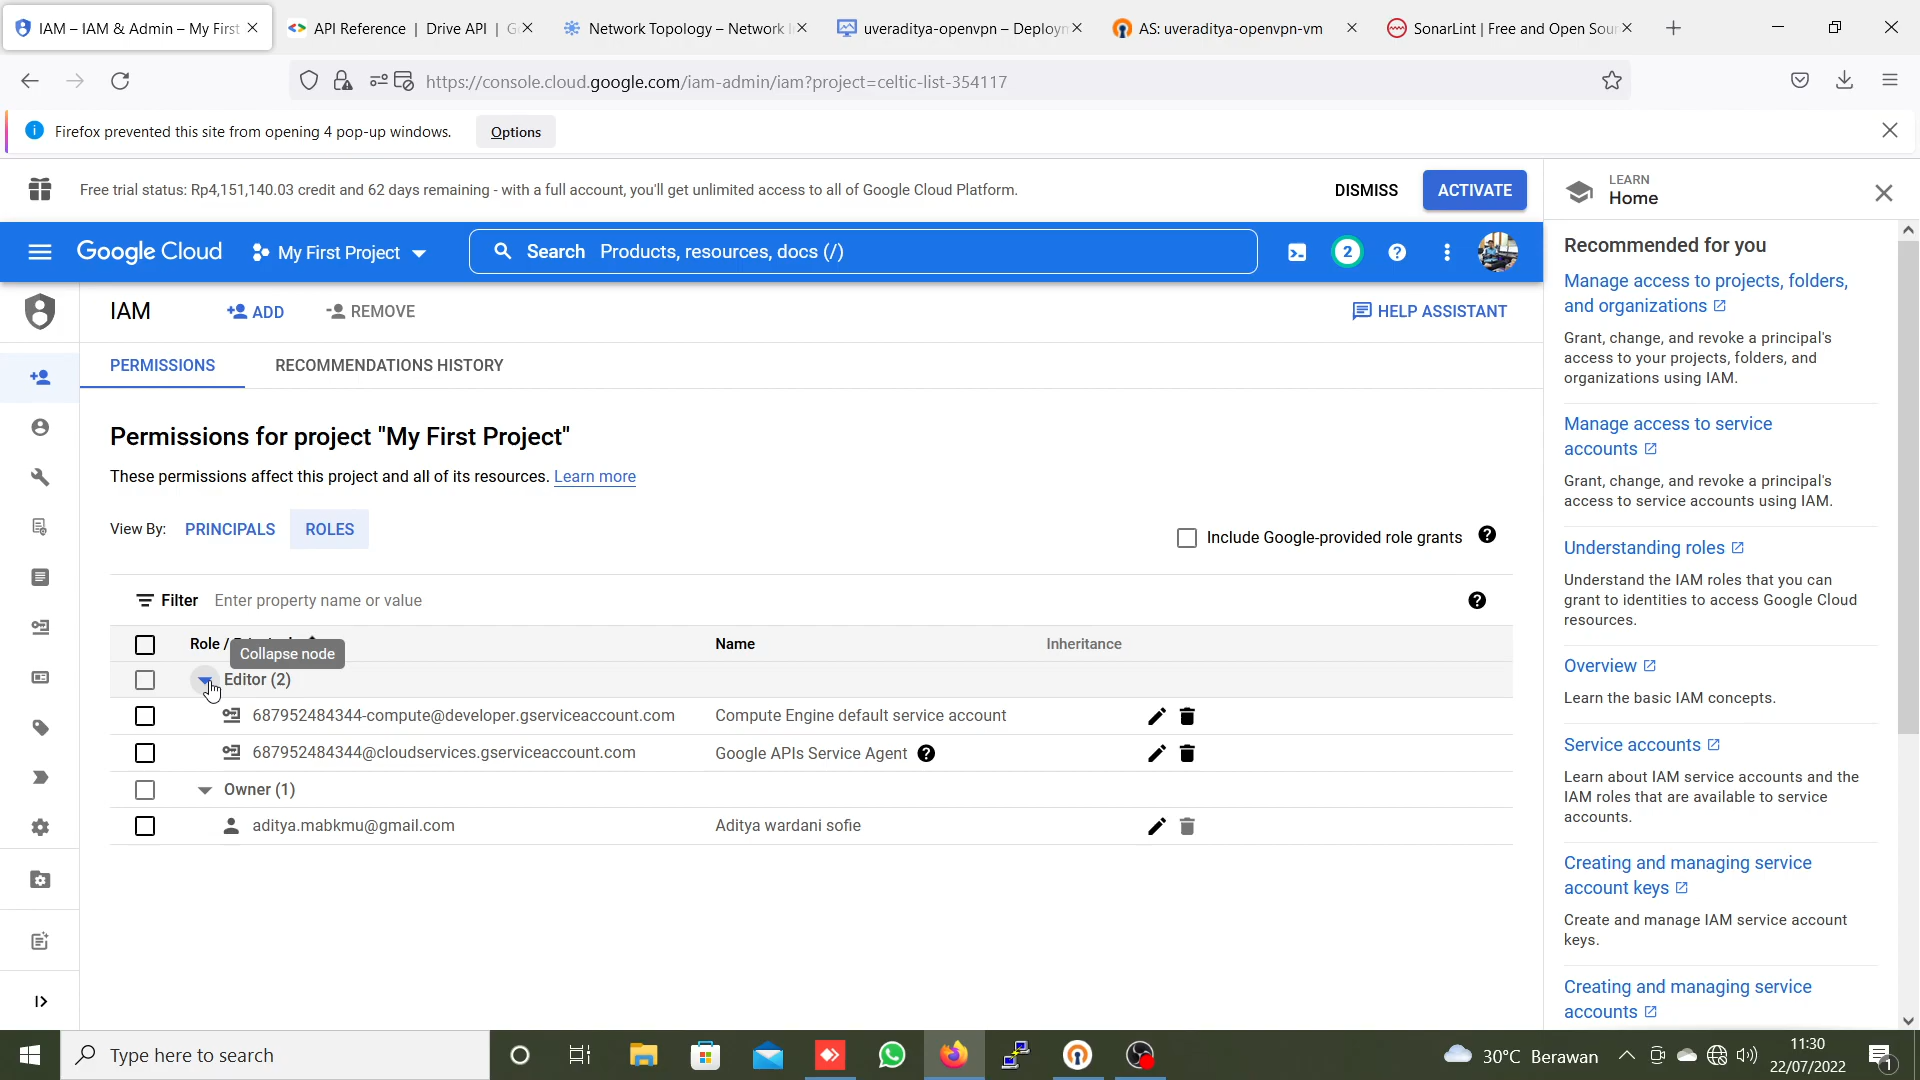 IAM – IAM & Admin – My First
API Reference | Drive API | G
Network Topology – Network I
uveraditya-openvpn – Deployn
AS: uveraditya-openvpn-vm
SonarLint | Free and Open Sour
https://console.cloud.google.com/iam-admin/iam?project=celtic-list-354117
Firefox prevented this site from opening 4 pop-up windows.
Options
Free trial status: Rp4,151,140.03 credit and 62 days remaining - with a full account, you'll get unlimited access to all of Google Cloud Platform.
DISMISS
ACTIVATE
LEARN
Home
Google Cloud
My First Project
Search Products, resources, docs (/)
2
IAM
ADD
REMOVE
HELP ASSISTANT
PERMISSIONS
RECOMMENDATIONS HISTORY
Permissions for project "My First Project"
These permissions affect this project and all of its resources. Learn more
View By:
PRINCIPALS
ROLES
Include Google-provided role grants
Filter
Enter property name or value
Role /
Name
Inheritance
Collapse node
Editor (2)
687952484344-compute@developer.gserviceaccount.com
Compute Engine default service account
687952484344@cloudservices.gserviceaccount.com
Google APIs Service Agent
Owner (1)
aditya.mabkmu@gmail.com
Aditya wardani sofie
Recommended for you
Manage access to projects, folders,
and organizations
Grant, change, and revoke a principal's
access to your projects, folders, and
organizations using IAM.
Manage access to service
accounts
Grant, change, and revoke a principal's
access to service accounts using IAM.
Understanding roles
Understand the IAM roles that you can
grant to identities to access Google Cloud
resources.
Overview
Learn the basic IAM concepts.
Service accounts
Learn about IAM service accounts and the
IAM roles that are available to service
accounts.
Creating and managing service
account keys
Create and manage IAM service account
keys.
Creating and managing service
accounts
Type here to search
30°C Berawan
11:30
22/07/2022
1